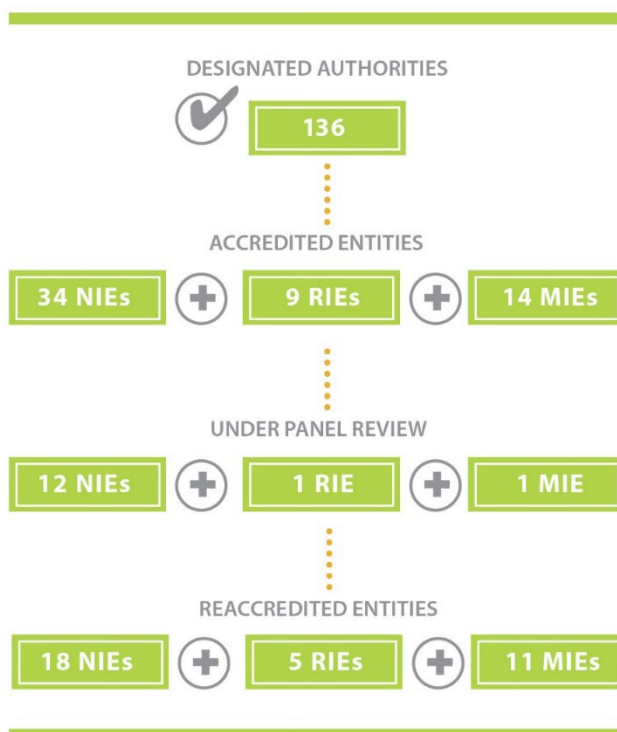 DESIGNATED AUTHORITIES
136
ACCREDITED ENTITIES
34 NIEs + 9 RIEs + 14 MIEs
UNDER PANEL REVIEW
12 NIEs + 1 RIE + 1 MIE
REACCREDITED ENTITIES
18 NIEs + 5 RIEs + 11 MIEs